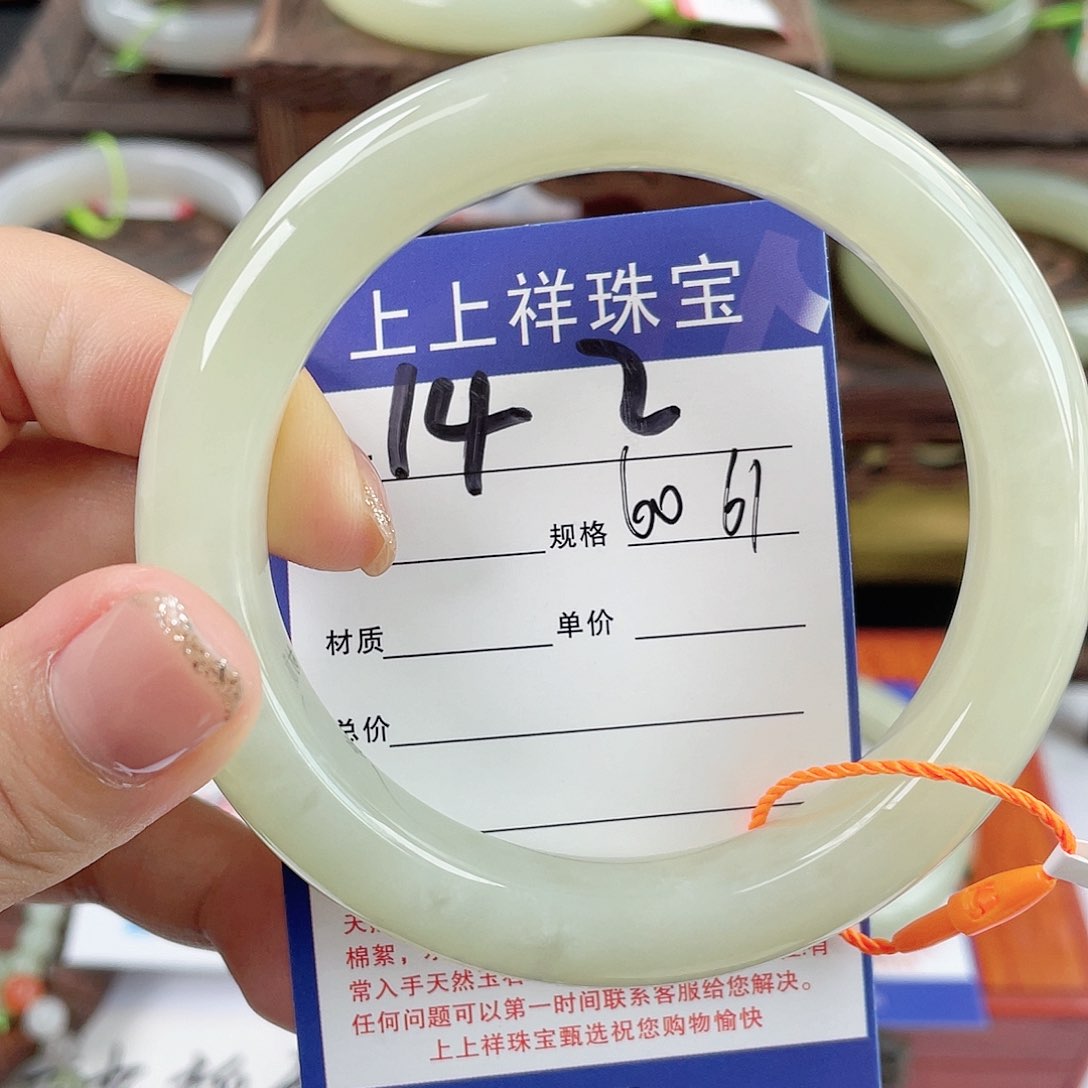 上上祥珠宝
14 2
规格 60 61
材质 单价
总价
棉絮，
常入手天然玉石
任何问题可以第一时间联系客服给您解决。
上上祥珠宝甄选祝您购物愉快